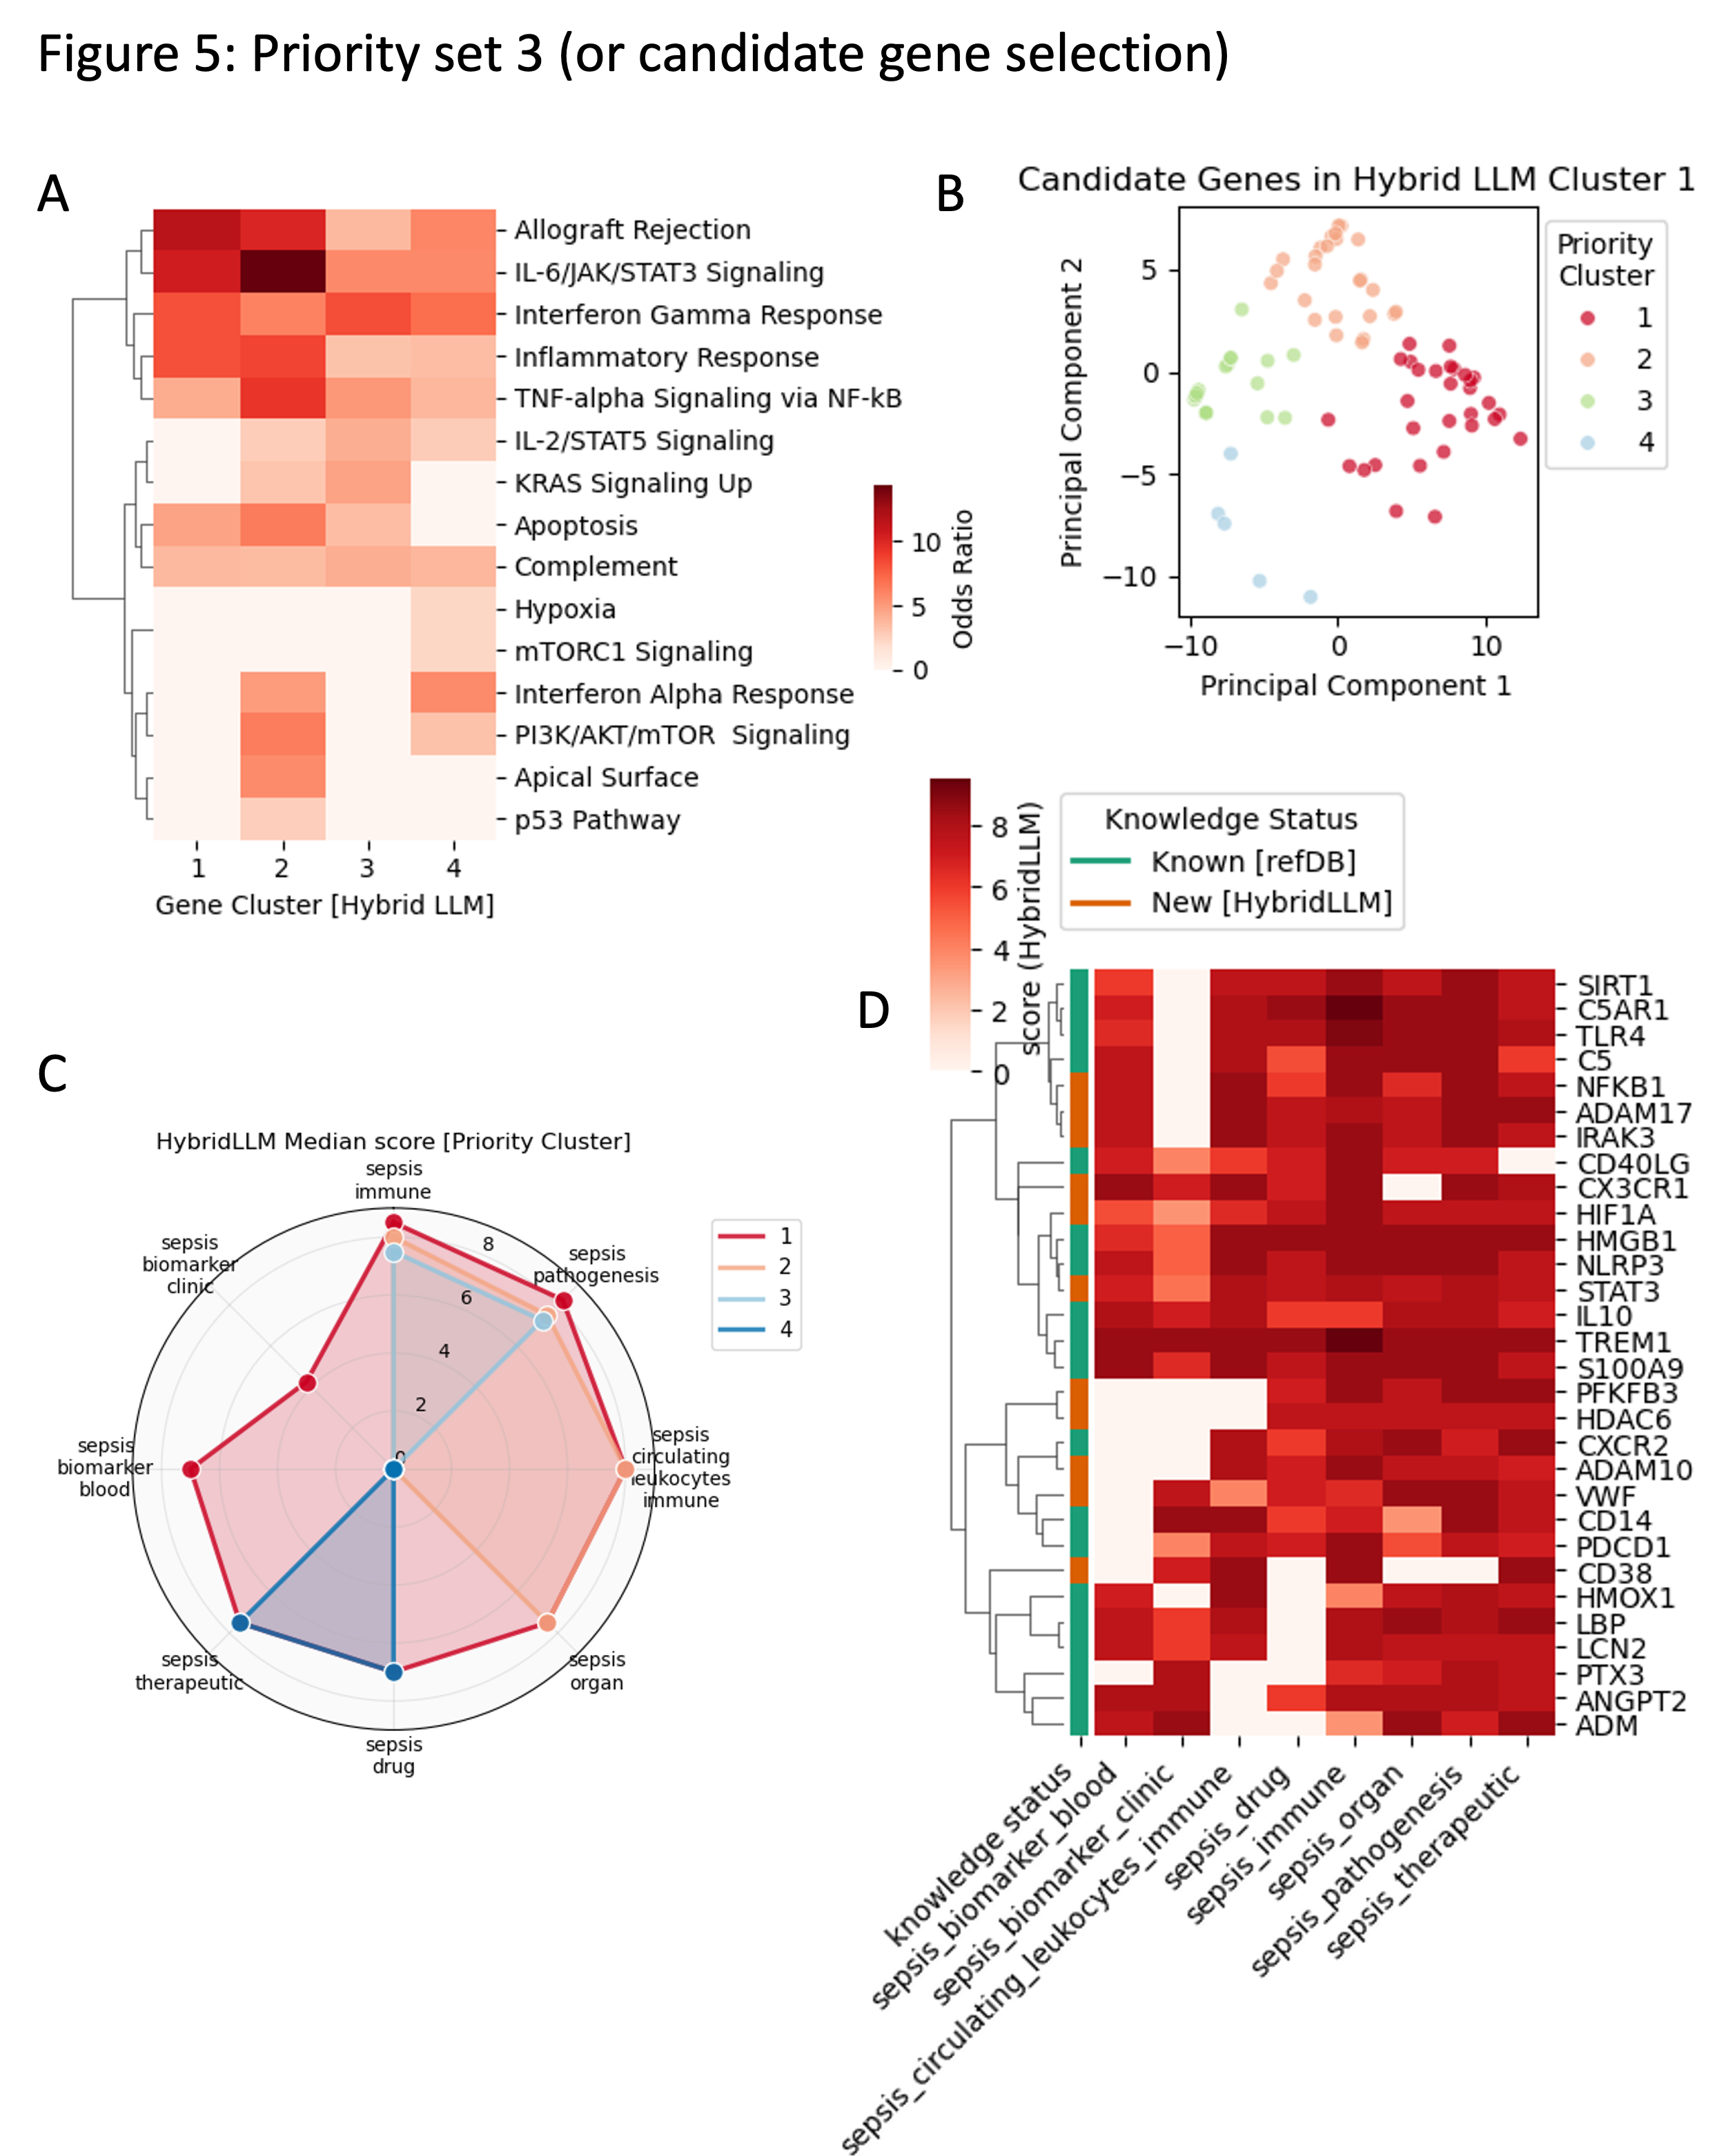 Figure 5: Priority set 3 (or candidate gene selection)
A
Allograft Rejection
IL-6/JAK/STAT3 Signaling
Interferon Gamma Response
Inflammatory Response
TNF-alpha Signaling via NF-kB
IL-2/STAT5 Signaling
KRAS Signaling Up
Apoptosis
Complement
Hypoxia
mTORC1 Signaling
Interferon Alpha Response
PI3K/AKT/mTOR  Signaling
Apical Surface
p53 Pathway
1 2 3 4
Gene Cluster [Hybrid LLM]
10
5
0
Odds Ratio
B
Candidate Genes in Hybrid LLM Cluster 1
Principal Component 2
5
0
−5
−10
−10 0 10
Principal Component 1
Priority
Cluster
1
2
3
4
C
HybridLLM Median score [Priority Cluster]
sepsis
immune
sepsis
pathogenesis
sepsis
circulating
leukocytes
immune
sepsis
organ
sepsis
drug
sepsis
therapeutic
sepsis
biomarker
blood
sepsis
biomarker
clinic
8
6
4
2
0
1
2
3
4
D
8
6
4
2
0
score (HybridLLM)
Knowledge Status
Known [refDB]
New [HybridLLM]
SIRT1
C5AR1
TLR4
C5
NFKB1
ADAM17
IRAK3
CD40LG
CX3CR1
HIF1A
HMGB1
NLRP3
STAT3
IL10
TREM1
S100A9
PFKFB3
HDAC6
CXCR2
ADAM10
VWF
CD14
PDCD1
CD38
HMOX1
LBP
LCN2
PTX3
ANGPT2
ADM
knowledge status
sepsis_biomarker_blood
sepsis_biomarker_clinic
sepsis_circulating_leukocytes_immune
sepsis_drug
sepsis_immune
sepsis_organ
sepsis_pathogenesis
sepsis_therapeutic